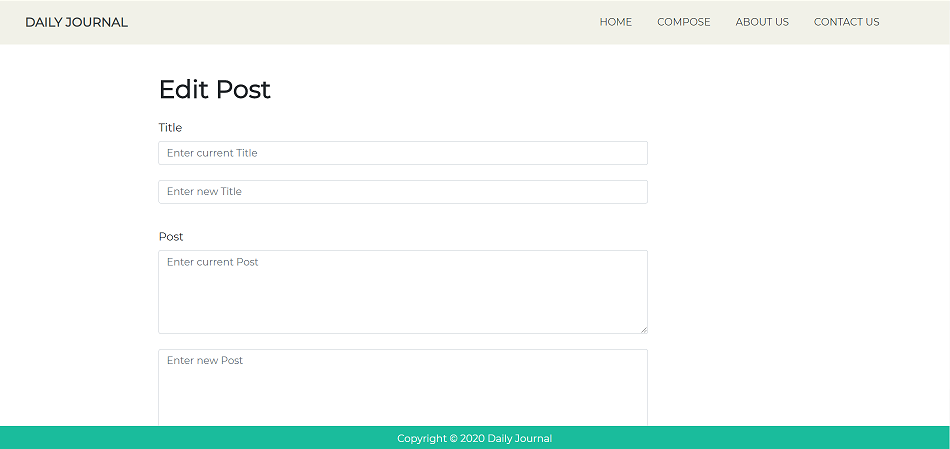 DAILY JOURNAL HOME COMPOSE ABOUT US CONTACT US
Edit Post
Title
Enter current Title
Enter new Title
Post
Enter current Post
Enter new Post
Copyright © 2020 Daily Journal